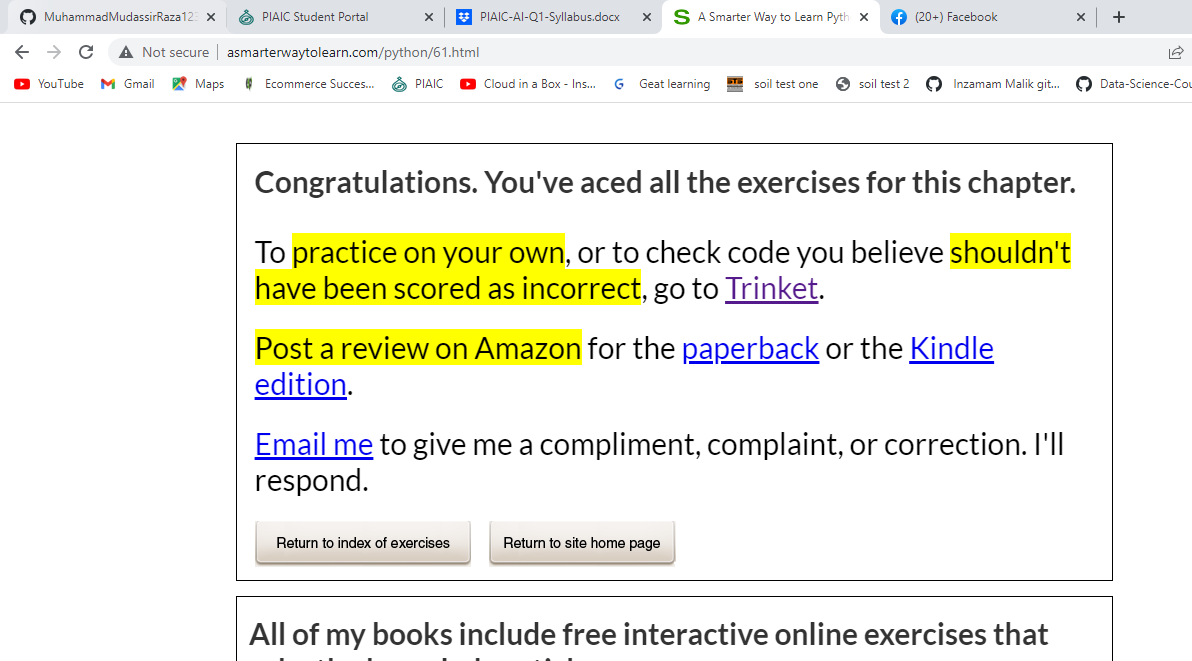 MuhammadMudassirRaza12
PIAIC Student Portal
PIAIC-AI-Q1-Syllabus.docx
A Smarter Way to Learn Pyth
(20+) Facebook
Not secure
asmarterwaytolearn.com/python/61.html
YouTube
Gmail
Maps
Ecommerce Succes...
PIAIC
Cloud in a Box - Ins...
Geat learning
soil test one
soil test 2
Inzamam Malik git...
Data-Science-Cou
Congratulations. You've aced all the exercises for this chapter.
To practice on your own, or to check code you believe shouldn't
have been scored as incorrect, go to Trinket.
Post a review on Amazon for the paperback or the Kindle
edition.
Email me to give me a compliment, complaint, or correction. I'll
respond.
Return to index of exercises
Return to site home page
All of my books include free interactive online exercises that